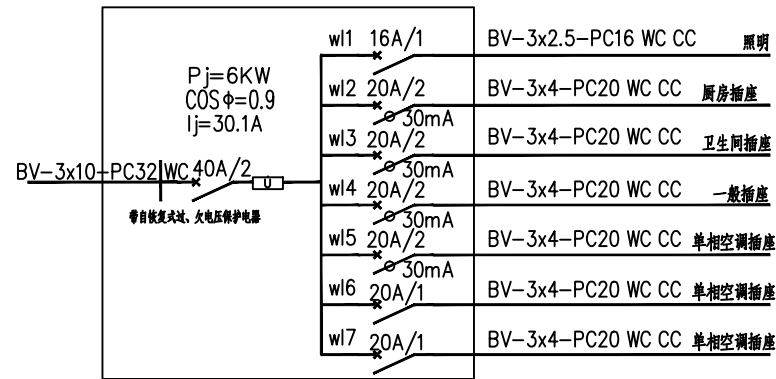 wl1 16A/1 BV-3x2.5-PC16 WC CC 照明
Pj=6KW
COSφ=0.9
Ij=30.1A
wl2 20A/2 BV-3x4-PC20 WC CC 厨房插座
30mA
wl3 20A/2 BV-3x4-PC20 WC CC 卫生间插座
30mA
BV-3x10-PC32 WC 40A/2
U
带自恢复式过、欠电压保护电器
wl4 20A/2 BV-3x4-PC20 WC CC 一般插座
30mA
wl5 20A/2 BV-3x4-PC20 WC CC 单相空调插座
30mA
wl6 20A/1 BV-3x4-PC20 WC CC 单相空调插座
wl7 20A/1 BV-3x4-PC20 WC CC 单相空调插座